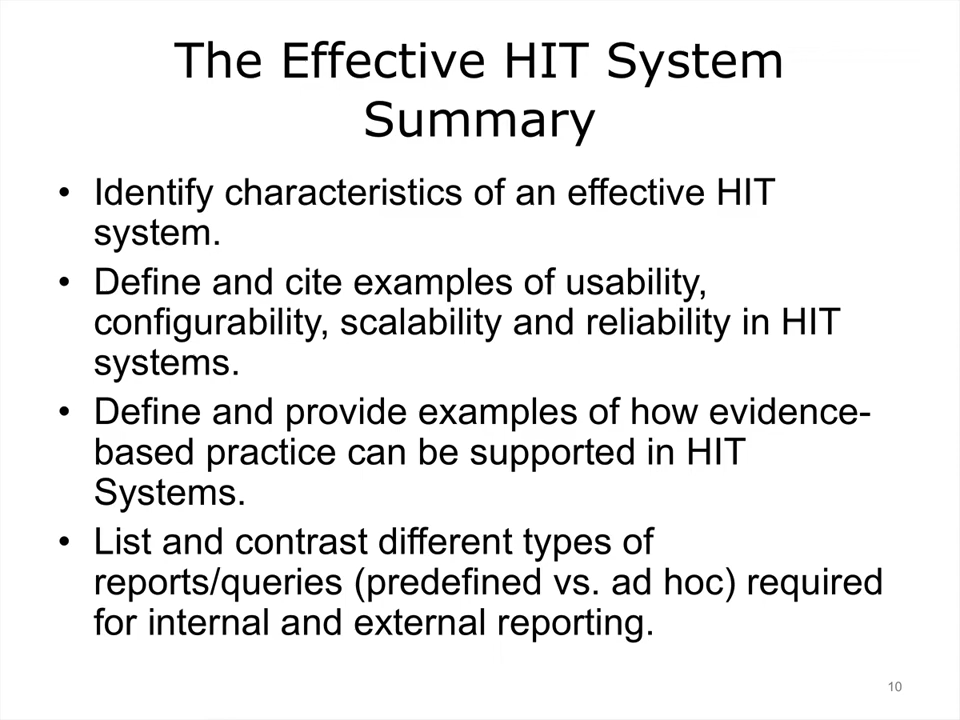 The Effective HIT System
Summary
• Identify characteristics of an effective HIT
system.
• Define and cite examples of usability,
configurability, scalability and reliability in HIT
systems.
• Define and provide examples of how evidence-
based practice can be supported in HIT
Systems.
• List and contrast different types of
reports/queries (predefined vs. ad hoc) required
for internal and external reporting.
10